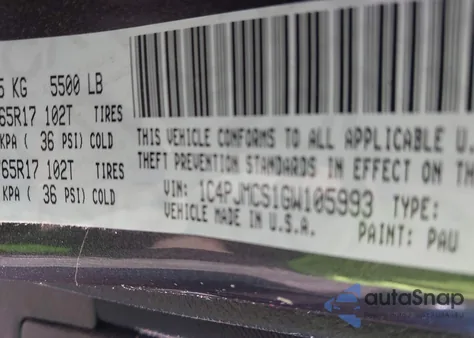 5 KG 5500 LB
65R17 102T TIRES
KPA ( 36 PSI) COLD
65R17 102T TIRES
KPA ( 36 PSI) COLD
THIS VEHICLE CONFORMS TO ALL APPLICABLE U.
THEFT PREVENTION STANDARDS IN EFFECT ON TH
VIN: 1C4PJMCS1GW105993 TYPE:
VEHICLE MADE IN U.S.A. PAINT: PAU
autoSnap